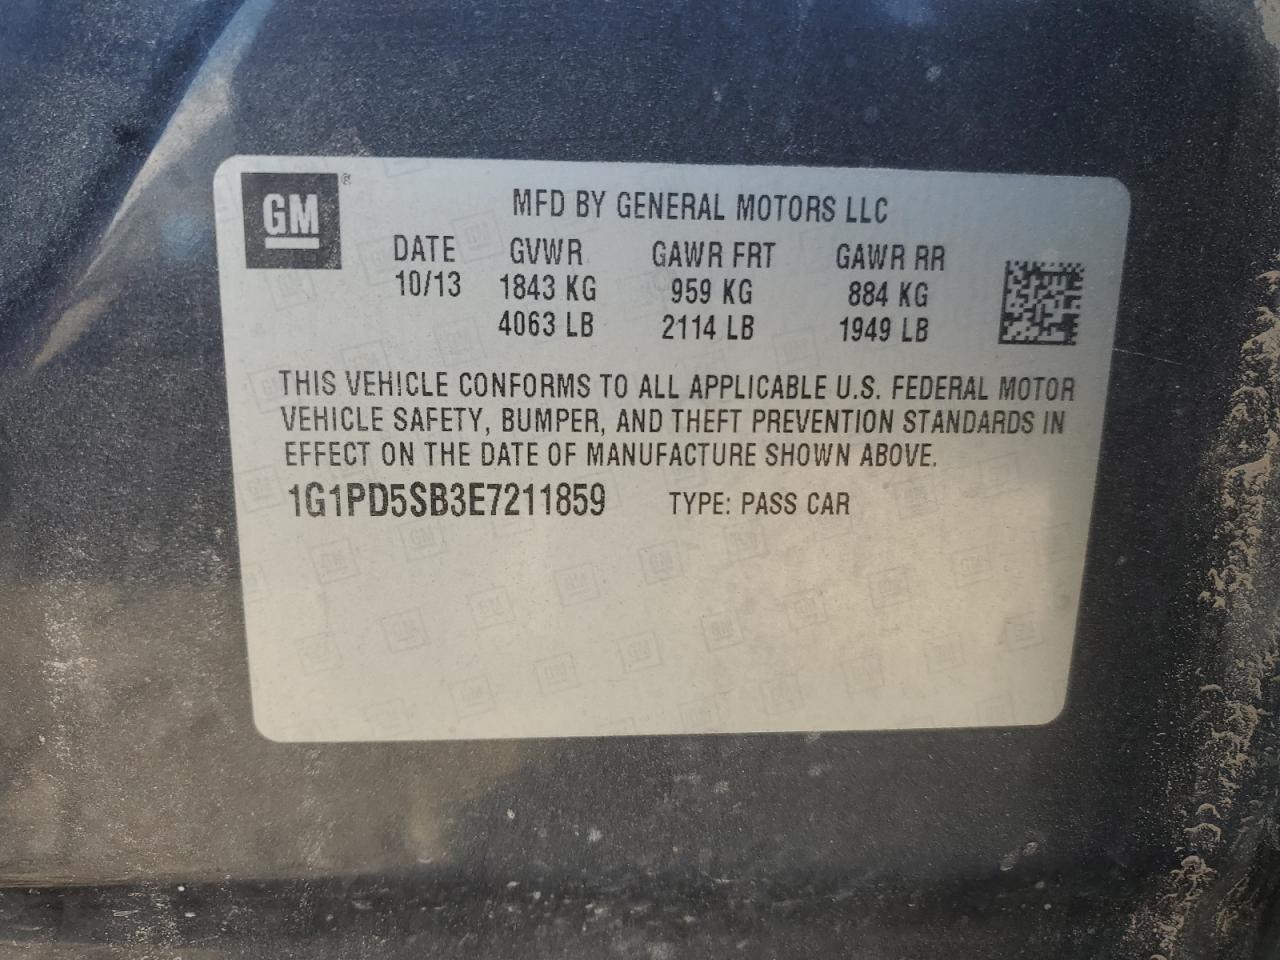 GM ®
MFD BY GENERAL MOTORS LLC
DATE GVWR GAWR FRT GAWR RR
10/13 1843 KG 959 KG 884 KG
4063 LB 2114 LB 1949 LB
THIS VEHICLE CONFORMS TO ALL APPLICABLE U.S. FEDERAL MOTOR
VEHICLE SAFETY, BUMPER, AND THEFT PREVENTION STANDARDS IN
EFFECT ON THE DATE OF MANUFACTURE SHOWN ABOVE.
1G1PD5SB3E7211859 TYPE: PASS CAR